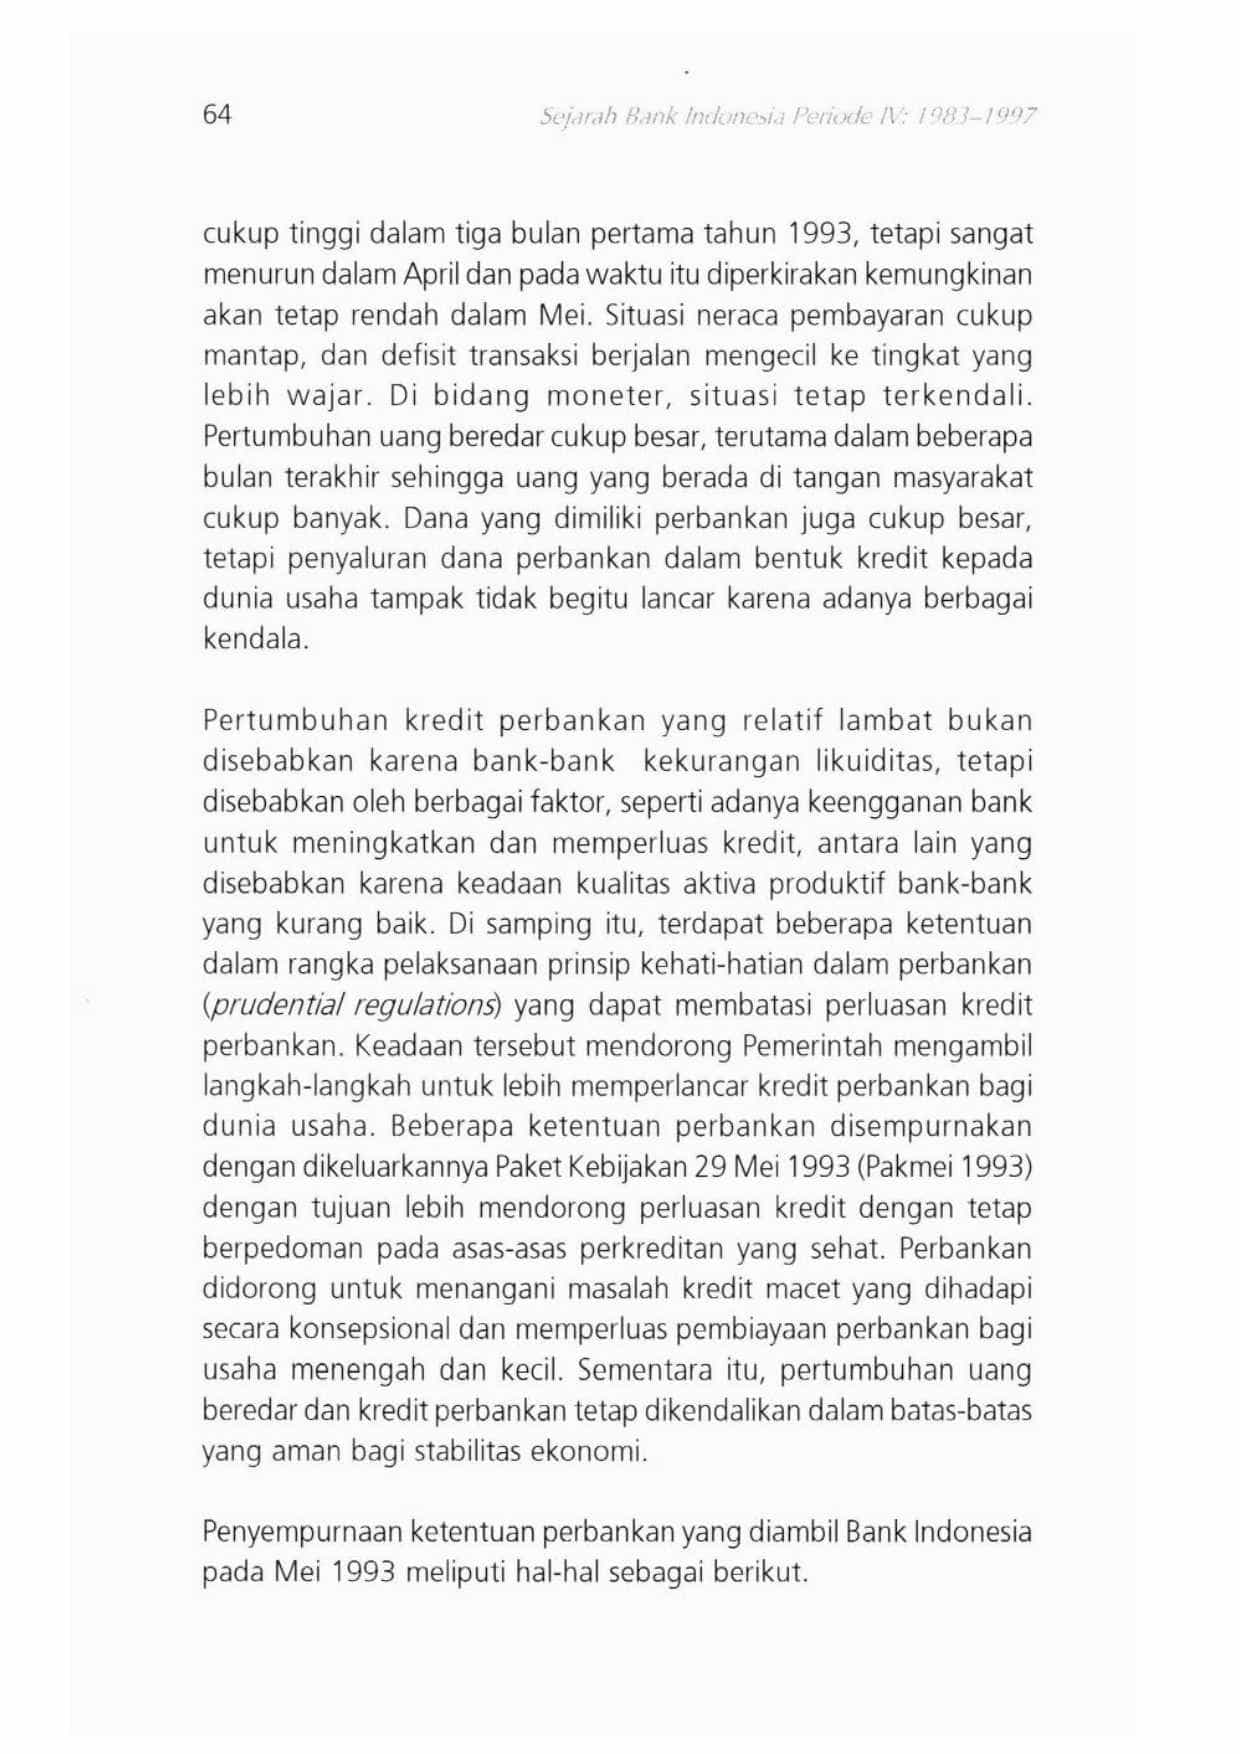 64
Sejarah Bank Indonesia Periode IV: 1983–1997
cukup tinggi dalam tiga bulan pertama tahun 1993, tetapi sangat
menurun dalam April dan pada waktu itu diperkirakan kemungkinan
akan tetap rendah dalam Mei. Situasi neraca pembayaran cukup
mantap, dan defisit transaksi berjalan mengecil ke tingkat yang
lebih wajar. Di bidang moneter, situasi tetap terkendali.
Pertumbuhan uang beredar cukup besar, terutama dalam beberapa
bulan terakhir sehingga uang yang berada di tangan masyarakat
cukup banyak. Dana yang dimiliki perbankan juga cukup besar,
tetapi penyaluran dana perbankan dalam bentuk kredit kepada
dunia usaha tampak tidak begitu lancar karena adanya berbagai
kendala.
Pertumbuhan kredit perbankan yang relatif lambat bukan
disebabkan karena bank-bank kekurangan likuiditas, tetapi
disebabkan oleh berbagai faktor, seperti adanya keengganan bank
untuk meningkatkan dan memperluas kredit, antara lain yang
disebabkan karena keadaan kualitas aktiva produktif bank-bank
yang kurang baik. Di samping itu, terdapat beberapa ketentuan
dalam rangka pelaksanaan prinsip kehati-hatian dalam perbankan
(prudential regulations) yang dapat membatasi perluasan kredit
perbankan. Keadaan tersebut mendorong Pemerintah mengambil
langkah-langkah untuk lebih memperlancar kredit perbankan bagi
dunia usaha. Beberapa ketentuan perbankan disempurnakan
dengan dikeluarkannya Paket Kebijakan 29 Mei 1993 (Pakmei 1993)
dengan tujuan lebih mendorong perluasan kredit dengan tetap
berpedoman pada asas-asas perkreditan yang sehat. Perbankan
didorong untuk menangani masalah kredit macet yang dihadapi
secara konsepsional dan memperluas pembiayaan perbankan bagi
usaha menengah dan kecil. Sementara itu, pertumbuhan uang
beredar dan kredit perbankan tetap dikendalikan dalam batas-batas
yang aman bagi stabilitas ekonomi.
Penyempurnaan ketentuan perbankan yang diambil Bank Indonesia
pada Mei 1993 meliputi hal-hal sebagai berikut.